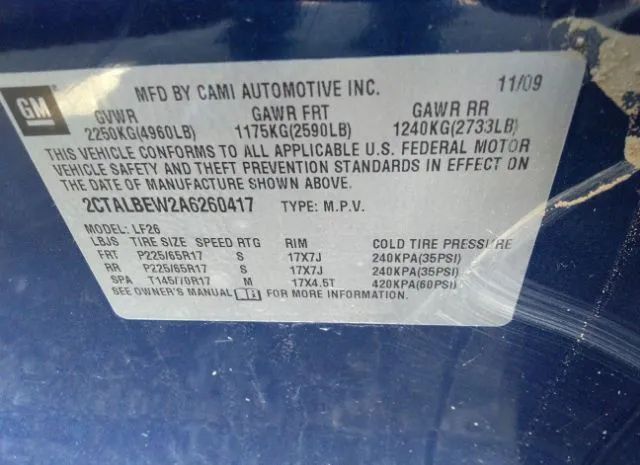 GM
MFD BY CAMI AUTOMOTIVE INC. 11/09
GVWR GAWR FRT GAWR RR
2250KG(4960LB) 1175KG(2590LB) 1240KG(2733LB)
THIS VEHICLE CONFORMS TO ALL APPLICABLE U.S. FEDERAL MOTOR
VEHICLE SAFETY AND THEFT PREVENTION STANDARDS IN EFFECT ON
THE DATE OF MANUFACTURE SHOWN ABOVE.
2CTALBEW2A6260417 TYPE: M.P.V.
MODEL: LF26
LBJS TIRE SIZE SPEED RTG RIM COLD TIRE PRESSURE
FRT P225/65R17 S 17X7J 240KPA(35PSI)
RR P225/65R17 S 17X7J 240KPA(35PSI)
SPA T145/70R17 M 17X4.5T 420KPA(60PSI)
SEE OWNER'S MANUAL FOR MORE INFORMATION.